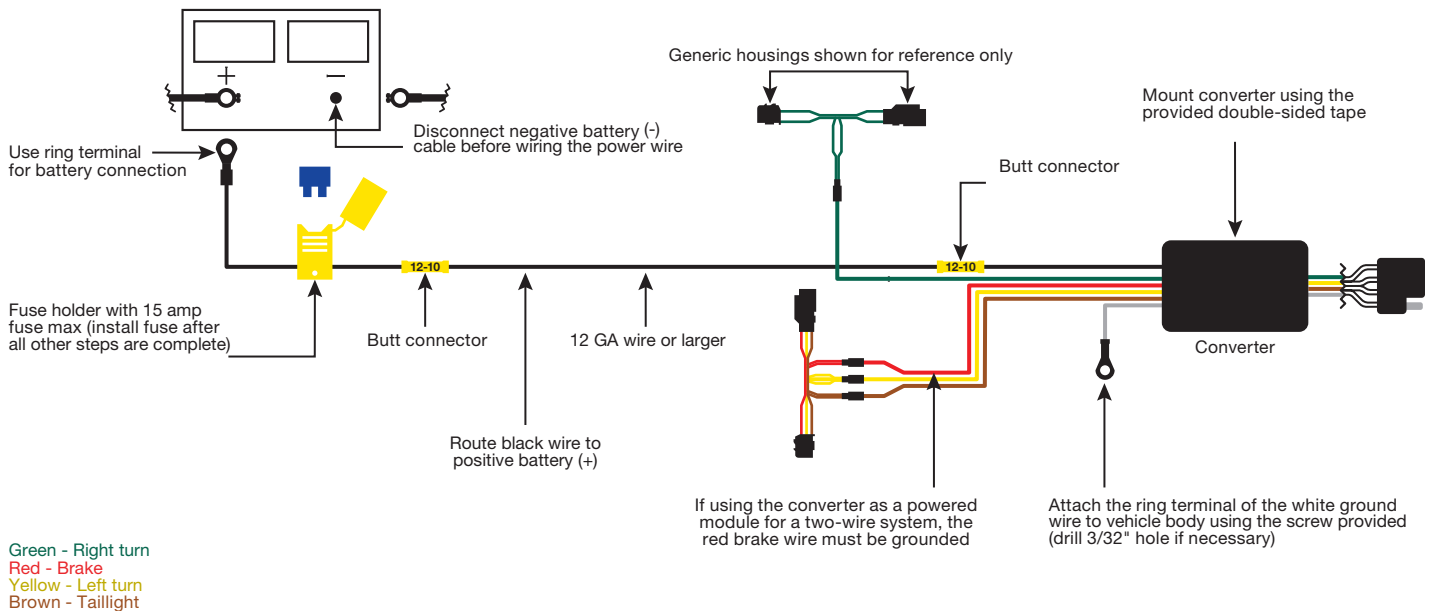 Generic housings shown for reference only
Mount converter using the
provided double-sided tape
+
–
Disconnect negative battery (-)
cable before wiring the power wire
Use ring terminal
for battery connection
Butt connector
12-10
12-10
Fuse holder with 15 amp
fuse max (install fuse after
all other steps are complete)
Butt connector
12 GA wire or larger
Converter
Route black wire to
positive battery (+)
If using the converter as a powered
module for a two-wire system, the
red brake wire must be grounded
Attach the ring terminal of the white ground
wire to vehicle body using the screw provided
(drill 3/32" hole if necessary)
Green - Right turn
Red - Brake
Yellow - Left turn
Brown - Taillight